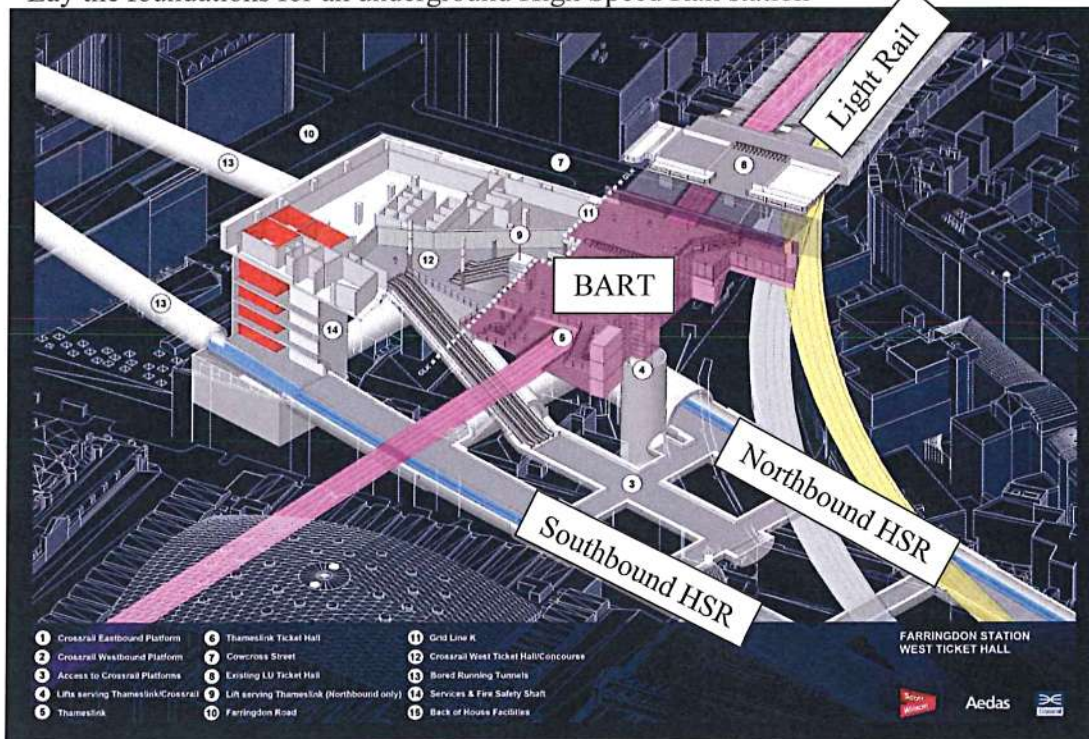 Lay the foundations for an underground High Speed Rail station
Light Rail
10
7
13
8
11
9
12
BART
13
14
5
4
3
Northbound HSR
Southbound HSR
1 Crossrail Eastbound Platform
2 Crossrail Westbound Platform
3 Access to Crossrail Platforms
4 Lifts serving Thameslink/Crossrail
5 Thameslink
6 Thameslink Ticket Hall
7 Cowcross Street
8 Existing LU Ticket Hall
9 Lift serving Thameslink (Northbound only)
10 Farringdon Road
11 Grid Line K
12 Crossrail West Ticket Hall/Concourse
13 Bored Running Tunnels
14 Services & Fire Safety Shaft
15 Back of House Facilities
FARRINGDON STATION
WEST TICKET HALL
Scott
Wilson
Aedas